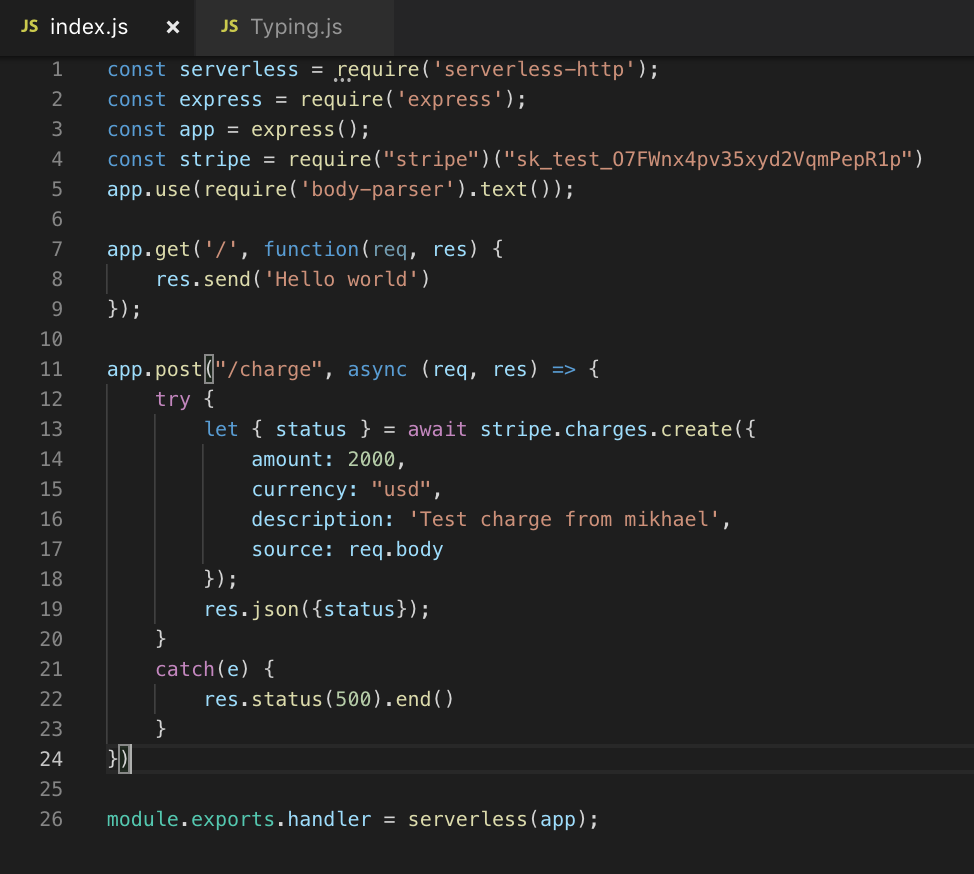 JS index.js × JS Typing.js
1 const serverless = require('serverless-http');
2 const express = require('express');
3 const app = express();
4 const stripe = require("stripe")("sk_test_O7FWnx4pv35xyd2VqmPepR1p")
5 app.use(require('body-parser').text());
6
7 app.get('/', function(req, res) {
8     res.send('Hello world')
9 });
10
11 app.post("/charge", async (req, res) => {
12     try {
13         let { status } = await stripe.charges.create({
14             amount: 2000,
15             currency: "usd",
16             description: 'Test charge from mikhael',
17             source: req.body
18         });
19         res.json({status});
20     }
21     catch(e) {
22         res.status(500).end()
23     }
24 })
25
26 module.exports.handler = serverless(app);